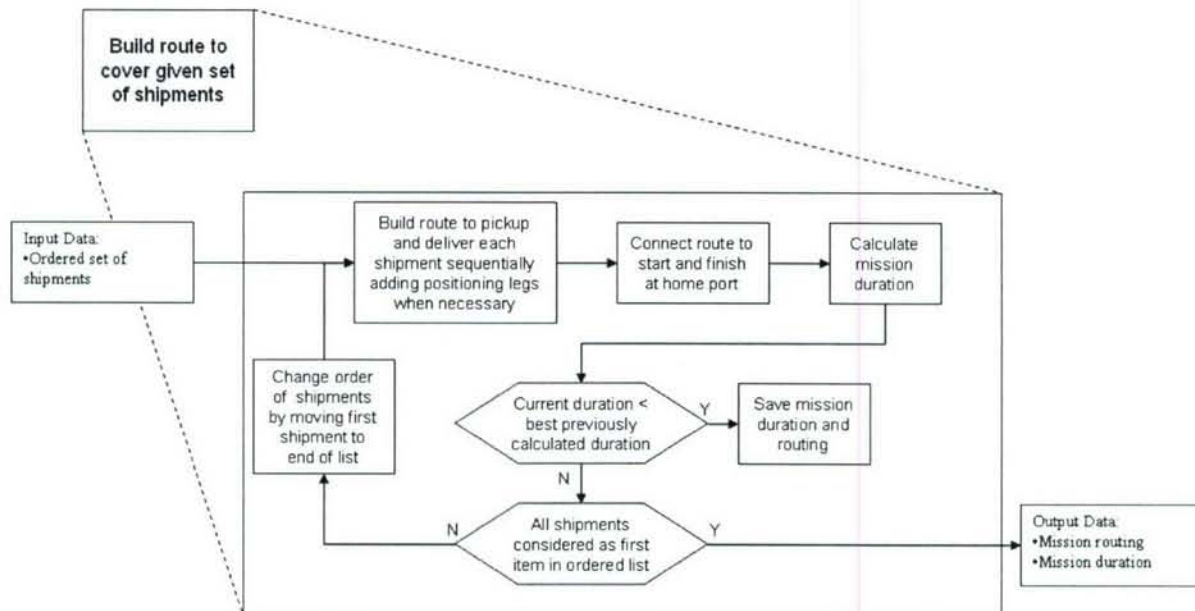 Build route to
cover given set
of shipments
Input Data:
•Ordered set of
shipments
Build route to pickup
and deliver each
shipment sequentially
adding positioning legs
when necessary
Connect route to
start and finish
at home port
Calculate
mission
duration
Change order
of shipments
by moving first
shipment to
end of list
Current duration <
best previously
calculated duration
Y
Save mission
duration and
routing
N
N
All shipments
considered as first
item in ordered list
Y
Output Data:
•Mission routing
•Mission duration